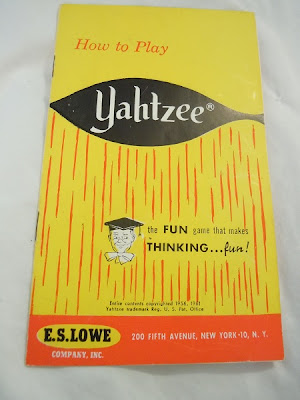 How to Play
Yahtzee®
the FUN game that makes
THINKING...fun!
Entire contents copyrighted 1958,
Yahtzee trademark Reg. U. S. Pat. Office
E.S.LOWE
COMPANY, INC.
200 FIFTH AVENUE, NEW YORK-10, N. Y.